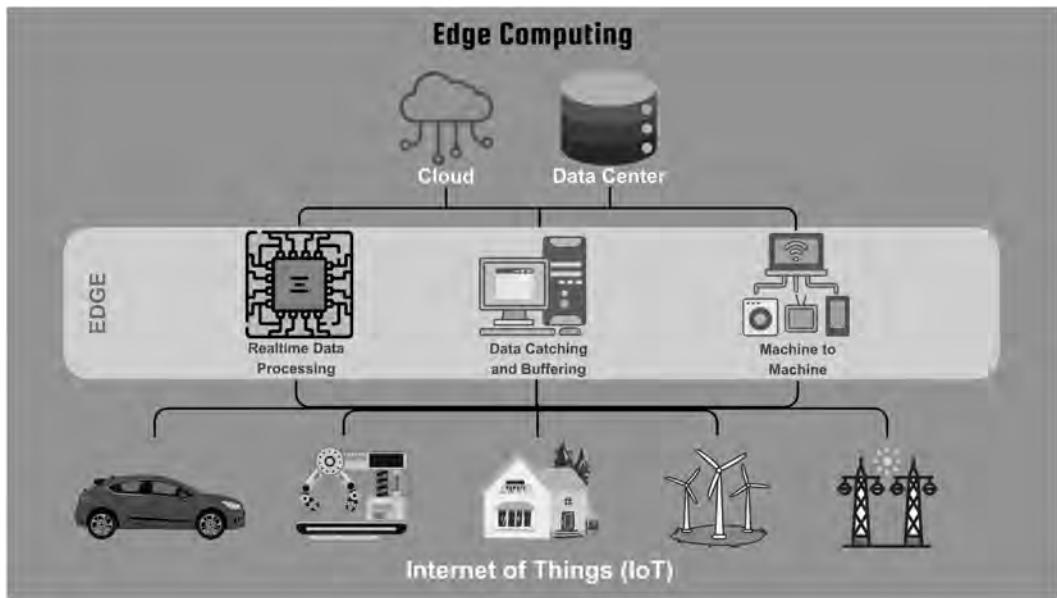 Edge Computing
Cloud
Data Center
EDGE
Realtime Data
Processing
Data Catching
and Buffering
Machine to
Machine
Internet of Things (IoT)